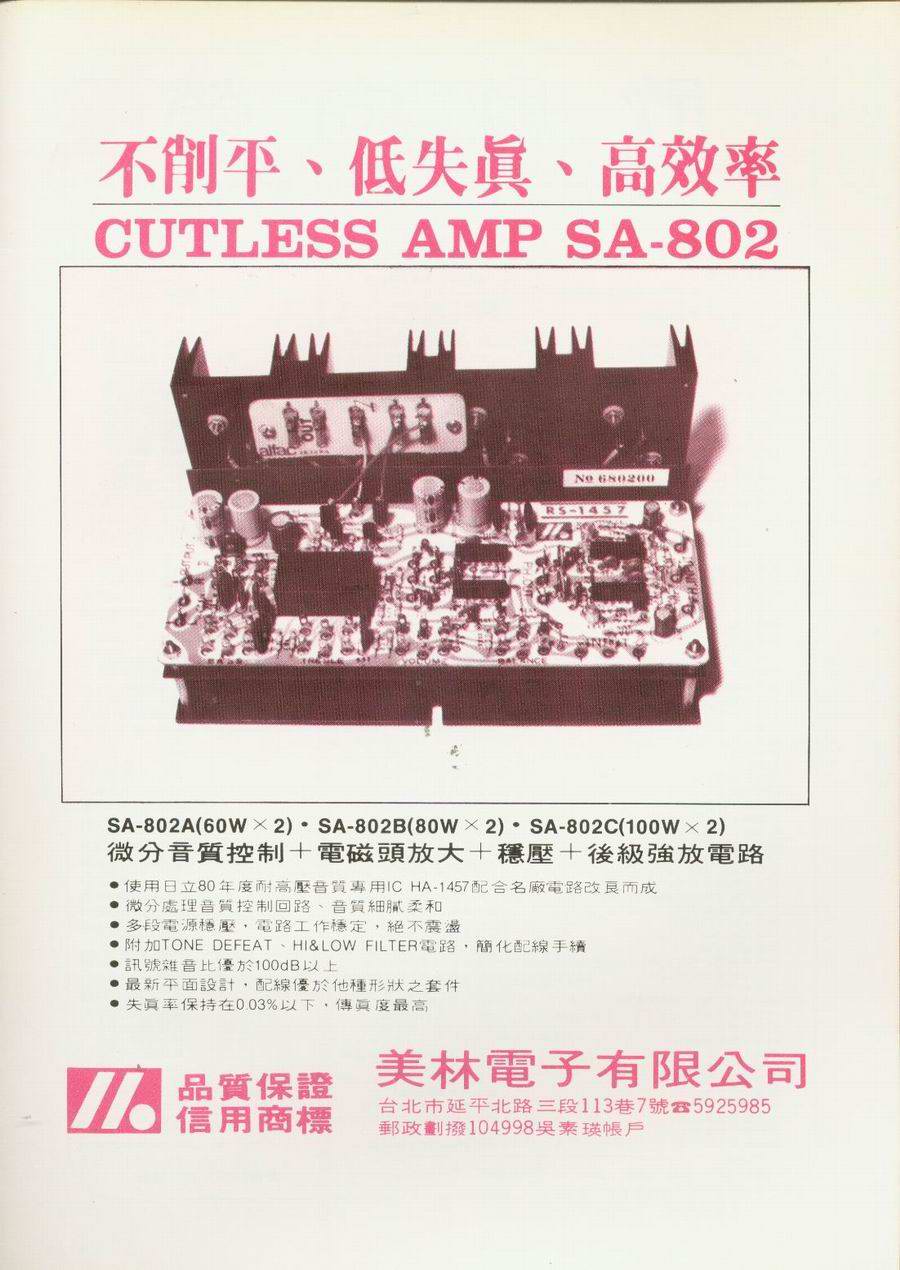 不削平、低失眞、高效率
CUTLESS AMP SA-802
OUT
altac
№ 680200
RS-1457
BASS
TREBLE
VOLUME
BALANCE
SA-802A(60W×2)•SA-802B(80W×2)•SA-802C(100W×2)
微分音質控制＋電磁頭放大＋穩壓＋後級強放電路
●使用日立80年度耐高壓音質專用IC HA-1457配合名廠電路改良而成
●微分處理音質控制回路、音質細膩柔和
●多段電源穩壓，電路工作穩定，絕不震盪
●附加TONE DEFEAT、HI&LOW FILTER電路，簡化配線手續
●訊號雜音比優於100dB以上
●最新平面設計，配線優於他種形狀之套件
●失眞率保持在0.03%以下，傳眞度最高
品質保證
信用商標
美林電子有限公司
台北市延平北路三段113巷7號☎5925985
郵政劃撥104998吳素瑛帳戶